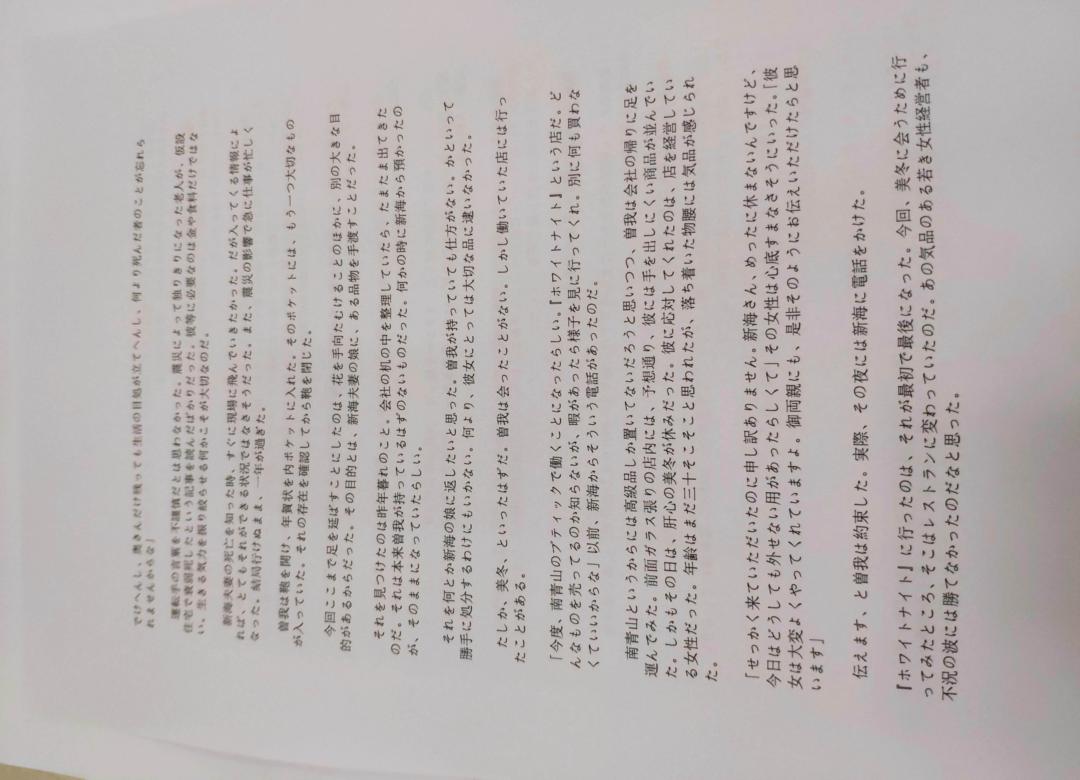 でけへんし、奥さんだけ残っても生活の目処が立てへんし、何より死んだ者のことが忘れら
れませんからな」
運転手の言葉を不謹慎だとは思わなかった。震災によって独りきりになった老人が、仮設
住宅で衰弱死したという記事を読んだばかりだった。彼等に必要なのは金や食料だけではな
い。生きる気力を振り絞らせる何かこそが大切なのだ。
新海夫妻の死亡を知った時、すぐに現場に飛んでいきたかった。だが入ってくる情報によ
れば、とてもそれができる状況ではなさそうだった。また、震災の影響で急に仕事が忙しく
なった。結局行けぬまま、一年が過ぎた。
曽我は鞄を開け、年賀状を内ポケットに入れた。そのポケットには、もう一つ大切なもの
が入っていた。それの存在を確認してから鞄を閉じた。
今回ここまで足を延ばすことにしたのは、花を手向たむけることのほかに、別の大きな目
的があるからだった。その目的とは、新海夫妻の娘に、ある品物を手渡すことだった。
それを見つけたのは昨年暮れのこと。会社の机の中を整理していたら、たまたま出てきた
のだ。それは本来曽我が持っているはずのないものだった。何かの時に新海から預かったの
が、そのままになっていたらしい。
それを何とか新海の娘に返したいと思った。曽我が持っていても仕方がない。かといって
勝手に処分するわけにもいかない。何より、彼女にとっては大切な品に違いなかった。
たしか、美冬、といったはずだ。曽我は会ったことがない。しかし働いていた店には行っ
たことがある。
「今度、南青山のブティックで働くことになったらしい。『ホワイトナイト』という店だ。ど
んなものを売ってるのか知らないが、暇があったら様子を見に行ってくれ。別に何も買わな
くていいからな」以前、新海からそういう電話があったのだ。
南青山というからには高級品しか置いてないだろうと思いつつ、曽我は会社の帰りに足を
運んでみた。前面ガラス張りの店内には、予想通り、彼には手を出しにくい商品が並んでい
た。しかもその日は、肝心の美冬が休みだった。彼に応対してくれたのは、店を経営してい
る女性だった。年齢はまだ三十そこそこと思われたが、落ち着いた物腰には気品が感じられ
た。
「せっかく来ていただいたのに申し訳ありません。新海さん、めったに休まないんですけど、
今日はどうしても外せない用があったらしくて」その女性は心底すまなさそうにいった。「彼
女は大変よくやってくれていますよ。御両親にも、是非そのようにお伝えいただけたらと思
います」
伝えます、と曽我は約束した。実際、その夜には新海に電話をかけた。
『ホワイトナイト』に行ったのは、それが最初で最後になった。今回、美冬に会うために行
ってみたところ、そこはレストランに変わっていたのだ。あの気品のある若き女性経営者も、
不況の波には勝てなかったのだなと思った。